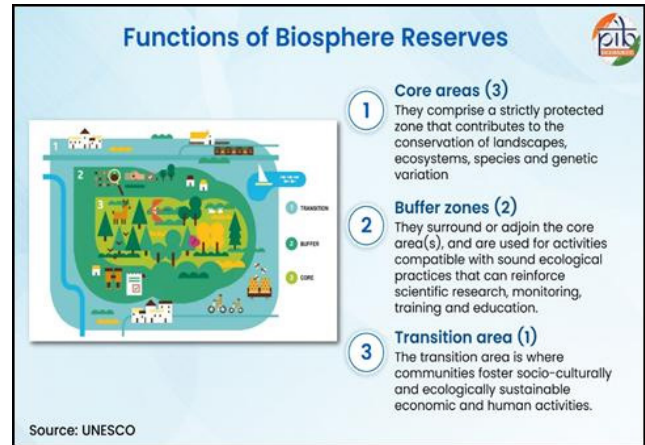 Functions of Biosphere Reserves
pib
1
Core areas (3)
They comprise a strictly protected
zone that contributes to the
conservation of landscapes,
ecosystems, species and genetic
variation
2
Buffer zones (2)
They surround or adjoin the core
area(s), and are used for activities
compatible with sound ecological
practices that can reinforce
scientific research, monitoring,
training and education.
3
Transition area (1)
The transition area is where
communities foster socio-culturally
and ecologically sustainable
economic and human activities.
1
2
3
1 TRANSITION
2 BUFFER
3 CORE
Source: UNESCO